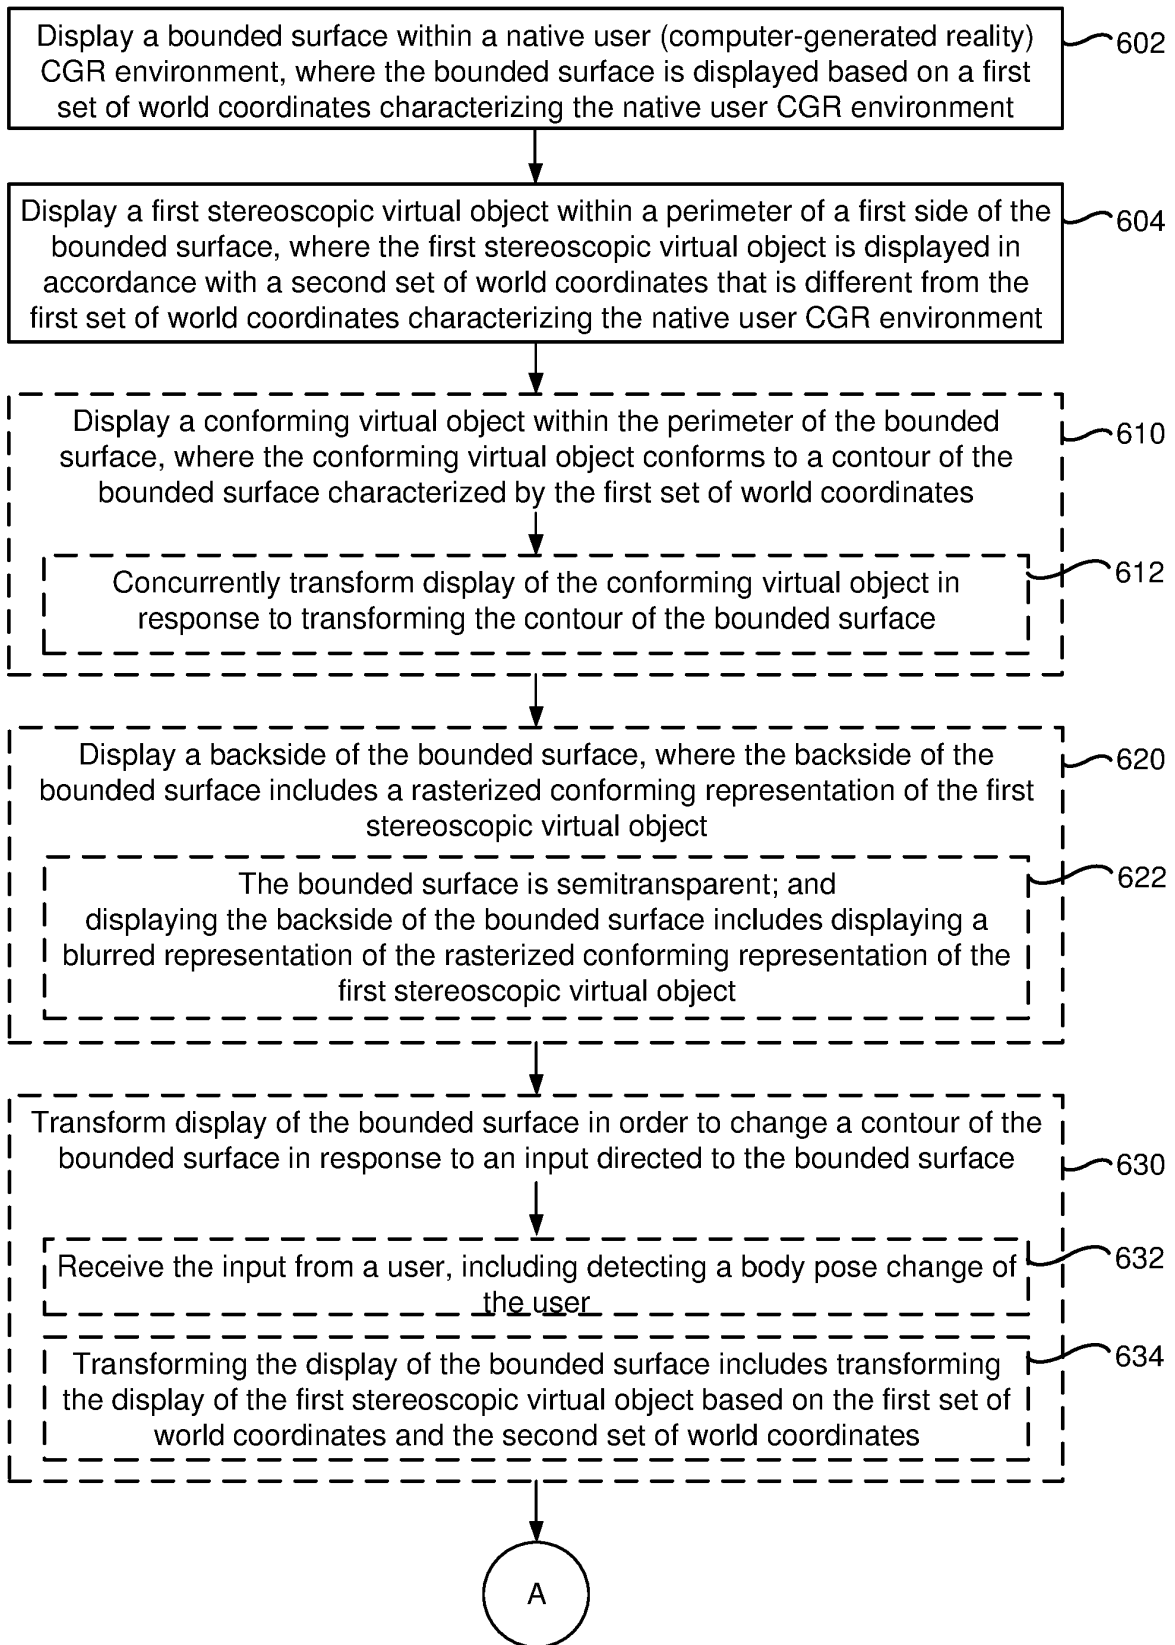 Display a bounded surface within a native user (computer-generated reality)
CGR environment, where the bounded surface is displayed based on a first
set of world coordinates characterizing the native user CGR environment
602
Display a first stereoscopic virtual object within a perimeter of a first side of the
bounded surface, where the first stereoscopic virtual object is displayed in
accordance with a second set of world coordinates that is different from the
first set of world coordinates characterizing the native user CGR environment
604
Display a conforming virtual object within the perimeter of the bounded
surface, where the conforming virtual object conforms to a contour of the
bounded surface characterized by the first set of world coordinates
610
Concurrently transform display of the conforming virtual object in
response to transforming the contour of the bounded surface
612
Display a backside of the bounded surface, where the backside of the
bounded surface includes a rasterized conforming representation of the first
stereoscopic virtual object
620
The bounded surface is semitransparent; and
displaying the backside of the bounded surface includes displaying a
blurred representation of the rasterized conforming representation of the
first stereoscopic virtual object
622
Transform display of the bounded surface in order to change a contour of the
bounded surface in response to an input directed to the bounded surface
630
Receive the input from a user, including detecting a body pose change of
the user
632
Transforming the display of the bounded surface includes transforming
the display of the first stereoscopic virtual object based on the first set of
world coordinates and the second set of world coordinates
634
A